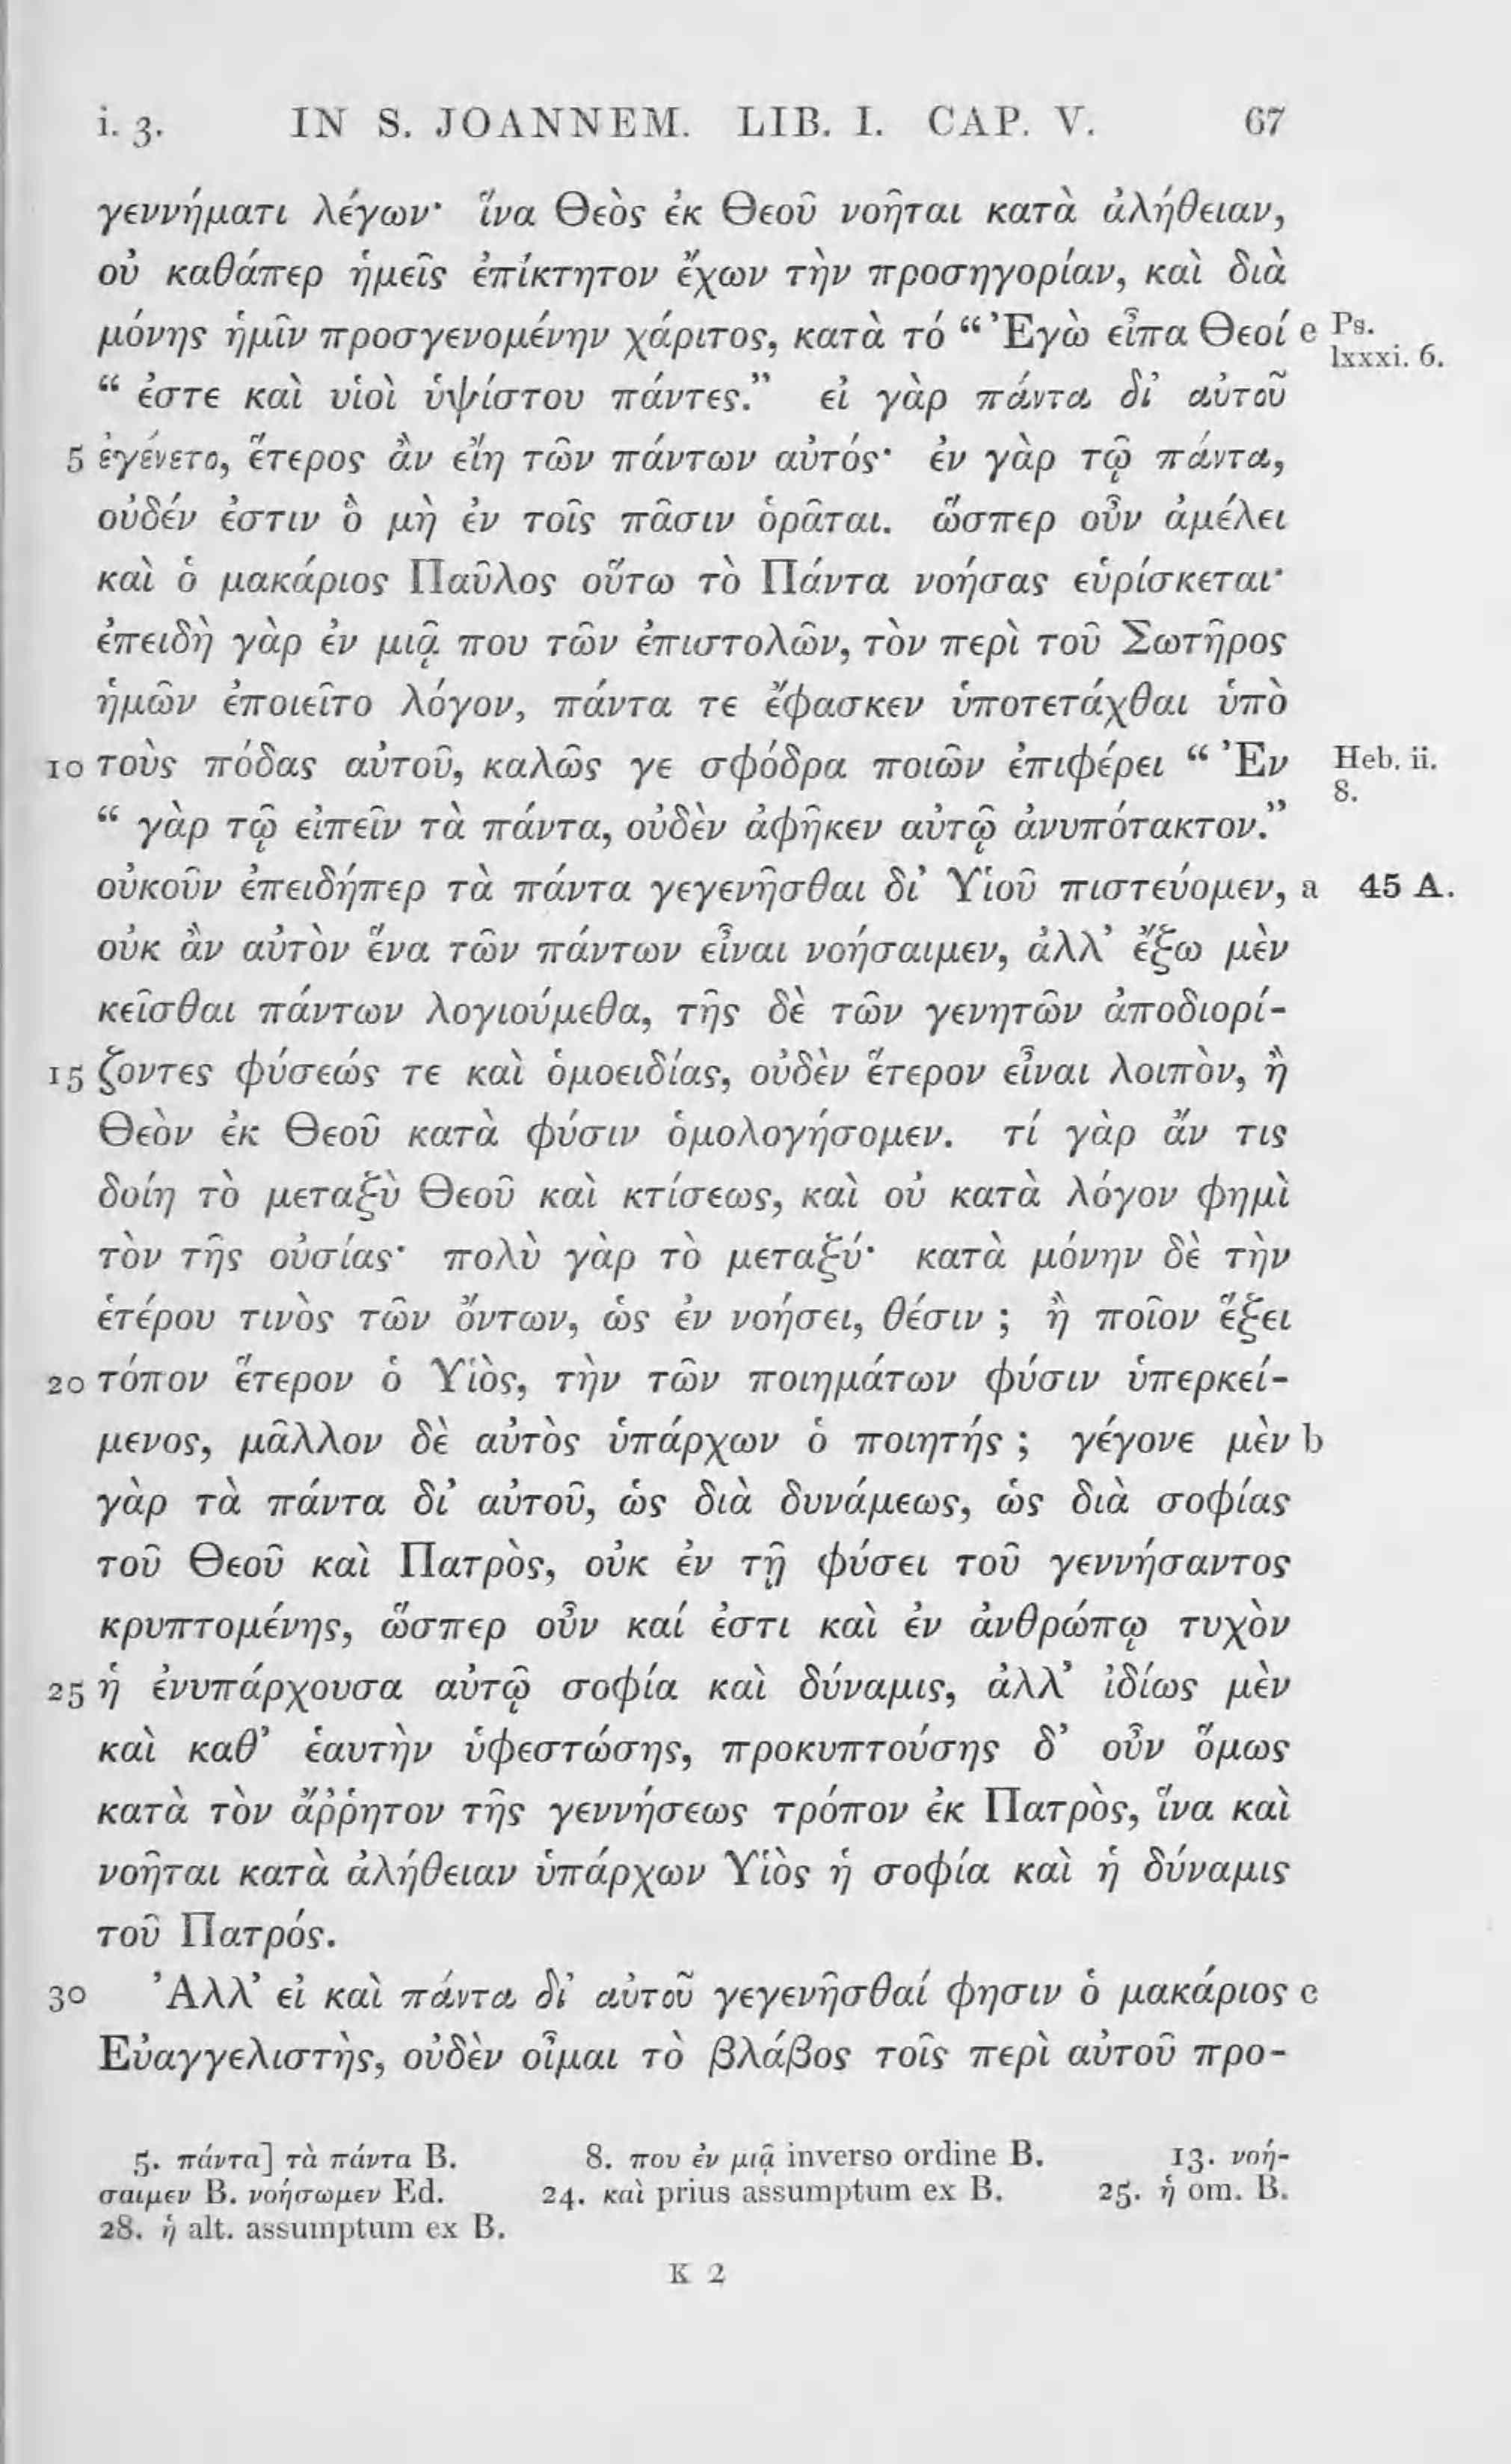 i. 3. IN S. JOANNEM. LIB. I. CAP. V. 67
γεννήματι λέγων· ἵνα Θεὸς ἐκ Θεοῦ νοῆται κατὰ ἀλήθειαν,
οὐ καθάπερ ἡμεῖς ἐπίκτητον ἔχων τὴν προσηγορίαν, καὶ διὰ
μόνης ἡμῖν προσγενομένην χάριτος, κατὰ τό “ Ἐγὼ εἶπα Θεοί e Ps. lxxxi. 6.
“ ἐστε καὶ υἱοὶ ὑψίστου πάντες.” εἰ γὰρ πάντα δι’ αὐτοῦ
5 ἐγένετο, ἕτερος ἂν εἴη τῶν πάντων αὐτός· ἐν γὰρ τῷ πάντα,
οὐδέν ἐστιν ὃ μὴ ἐν τοῖς πᾶσιν ὁρᾶται. ὥσπερ οὖν ἀμέλει
καὶ ὁ μακάριος Παῦλος οὕτω τὸ Πάντα νοήσας εὑρίσκεται·
ἐπειδὴ γὰρ ἐν μιᾷ που τῶν ἐπιστολῶν, τὸν περὶ τοῦ Σωτῆρος
ἡμῶν ἐποιεῖτο λόγον, πάντα τε ἔφασκεν ὑποτετάχθαι ὑπὸ
10 τοὺς πόδας αὐτοῦ, καλῶς γε σφόδρα ποιῶν ἐπιφέρει “ Ἐν Heb. ii. 8.
“ γὰρ τῷ εἰπεῖν τὰ πάντα, οὐδὲν ἀφῆκεν αὐτῷ ἀνυπότακτον.”
οὐκοῦν ἐπειδήπερ τὰ πάντα γεγενῆσθαι δι’ Υἱοῦ πιστεύομεν, a 45 A.
οὐκ ἂν αὐτὸν ἕνα τῶν πάντων εἶναι νοήσαιμεν, ἀλλ’ ἔξω μὲν
κεῖσθαι πάντων λογιούμεθα, τῆς δὲ τῶν γενητῶν ἀποδιορί-
15 ζοντες φύσεώς τε καὶ ὁμοειδίας, οὐδὲν ἕτερον εἶναι λοιπὸν, ἢ
Θεὸν ἐκ Θεοῦ κατὰ φύσιν ὁμολογήσομεν. τί γὰρ ἄν τις
δοίη τὸ μεταξὺ Θεοῦ καὶ κτίσεως, καὶ οὐ κατὰ λόγον φημὶ
τὸν τῆς οὐσίας· πολὺ γὰρ τὸ μεταξύ· κατὰ μόνην δὲ τὴν
ἑτέρου τινὸς τῶν ὄντων, ὡς ἐν νοήσει, θέσιν ; ἢ ποῖον ἕξει
20 τόπον ἕτερον ὁ Υἱὸς, τὴν τῶν ποιημάτων φύσιν ὑπερκεί-
μενος, μᾶλλον δὲ αὐτὸς ὑπάρχων ὁ ποιητής ; γέγονε μὲν b
γὰρ τὰ πάντα δι’ αὐτοῦ, ὡς διὰ δυνάμεως, ὡς διὰ σοφίας
τοῦ Θεοῦ καὶ Πατρὸς, οὐκ ἐν τῇ φύσει τοῦ γεννήσαντος
κρυπτομένης, ὥσπερ οὖν καί ἐστι καὶ ἐν ἀνθρώπῳ τυχὸν
25 ἡ ἐνυπάρχουσα αὐτῷ σοφία καὶ δύναμις, ἀλλ’ ἰδίως μὲν
καὶ καθ’ ἑαυτὴν ὑφεστώσης, προκυπτούσης δ’ οὖν ὅμως
κατὰ τὸν ἄῤῥητον τῆς γεννήσεως τρόπον ἐκ Πατρὸς, ἵνα καὶ
νοῆται κατὰ ἀλήθειαν ὑπάρχων Υἱὸς ἡ σοφία καὶ ἡ δύναμις
τοῦ Πατρός.
30 Ἀλλ’ εἰ καὶ πάντα δι’ αὐτοῦ γεγενῆσθαί φησιν ὁ μακάριος c
Εὐαγγελιστὴς, οὐδὲν οἶμαι τὸ βλάβος τοῖς περὶ αὐτοῦ προ-
5. πάντα] τὰ πάντα B. 8. που ἐν μιᾷ inverso ordine B. 13. νοή-
σαιμεν B. νοήσωμεν Ed. 24. καὶ prius assumptum ex B. 25. ἡ om. B.
28. ἡ alt. assumptum ex B.
K 2